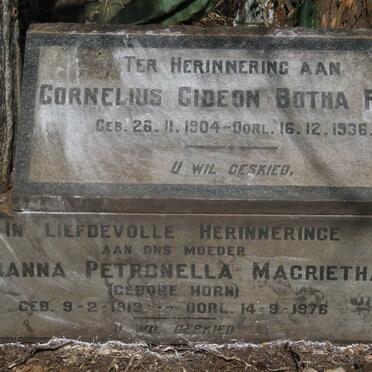 TER HERINNERING AAN
CORNELIUS GIDEON BOTHA
GEB. 26.11.1904–OORL. 16.12.1936.
U WIL GESKIED.
IN LIEFDEVOLLE HERINNERINGE
AAN ONS MOEDER
PETRONELLA MAGRIETHA
(GEBORE HORN)
GEB. 9-2-1913 – OORL. 14-9-1976
U WIL GESKIED